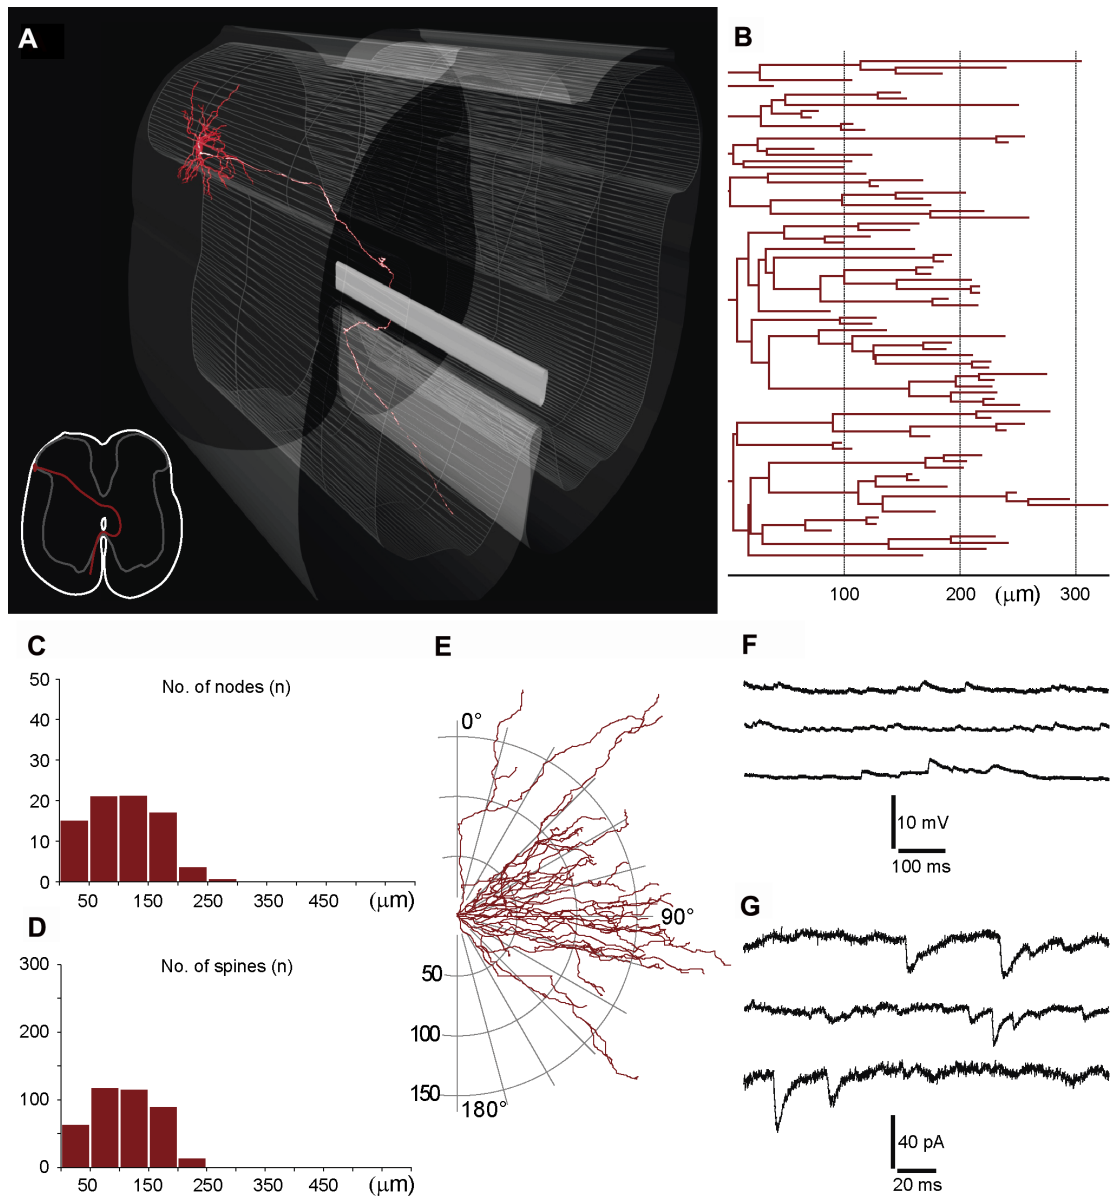 A
B
100 200 (µm) 300
C
No. of nodes (n)
50
40
30
20
10
0
50 150 250 350 450 (µm)
D
No. of spines (n)
300
200
100
0
50 150 250 350 450 (µm)
E
0°
90°
50
100
150
180°
F
10 mV
100 ms
G
40 pA
20 ms